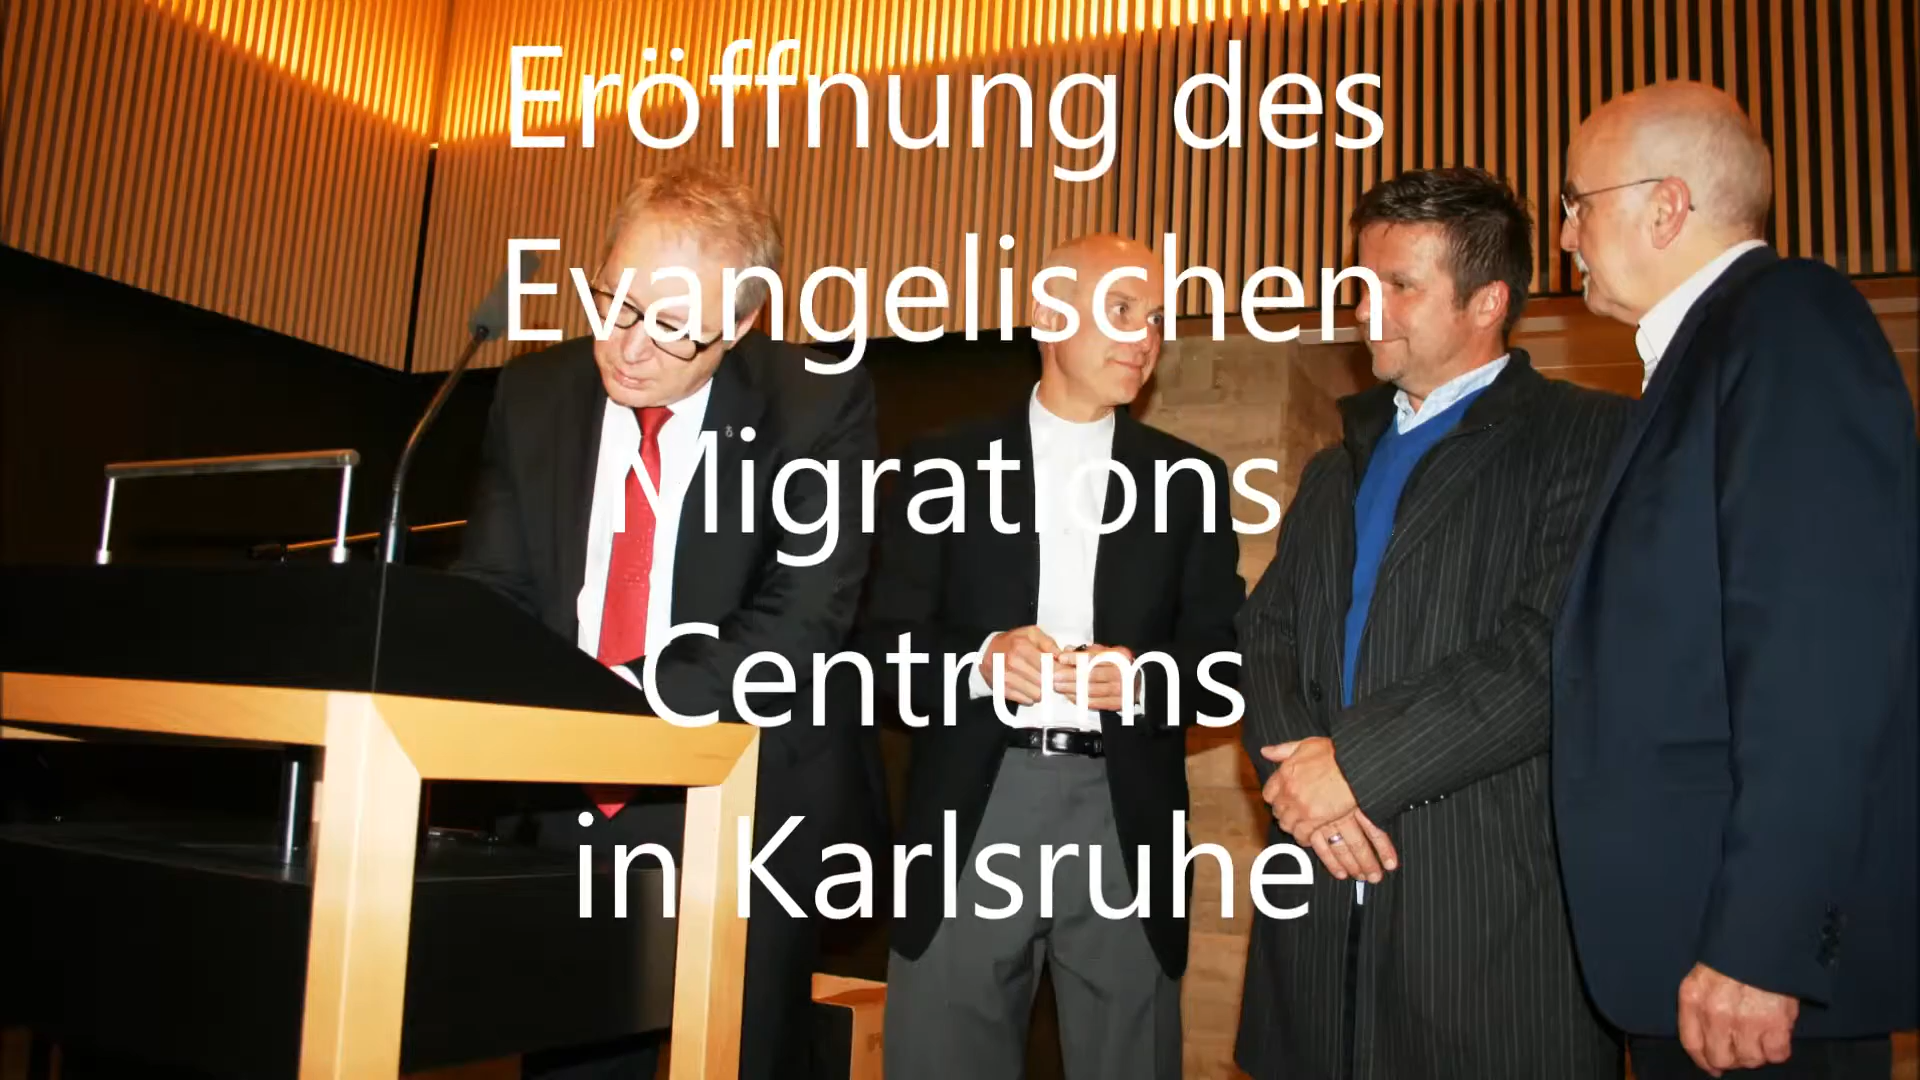 Eröffnung des
Evangelischen
Migrations
Centrums
in Karlsruhe